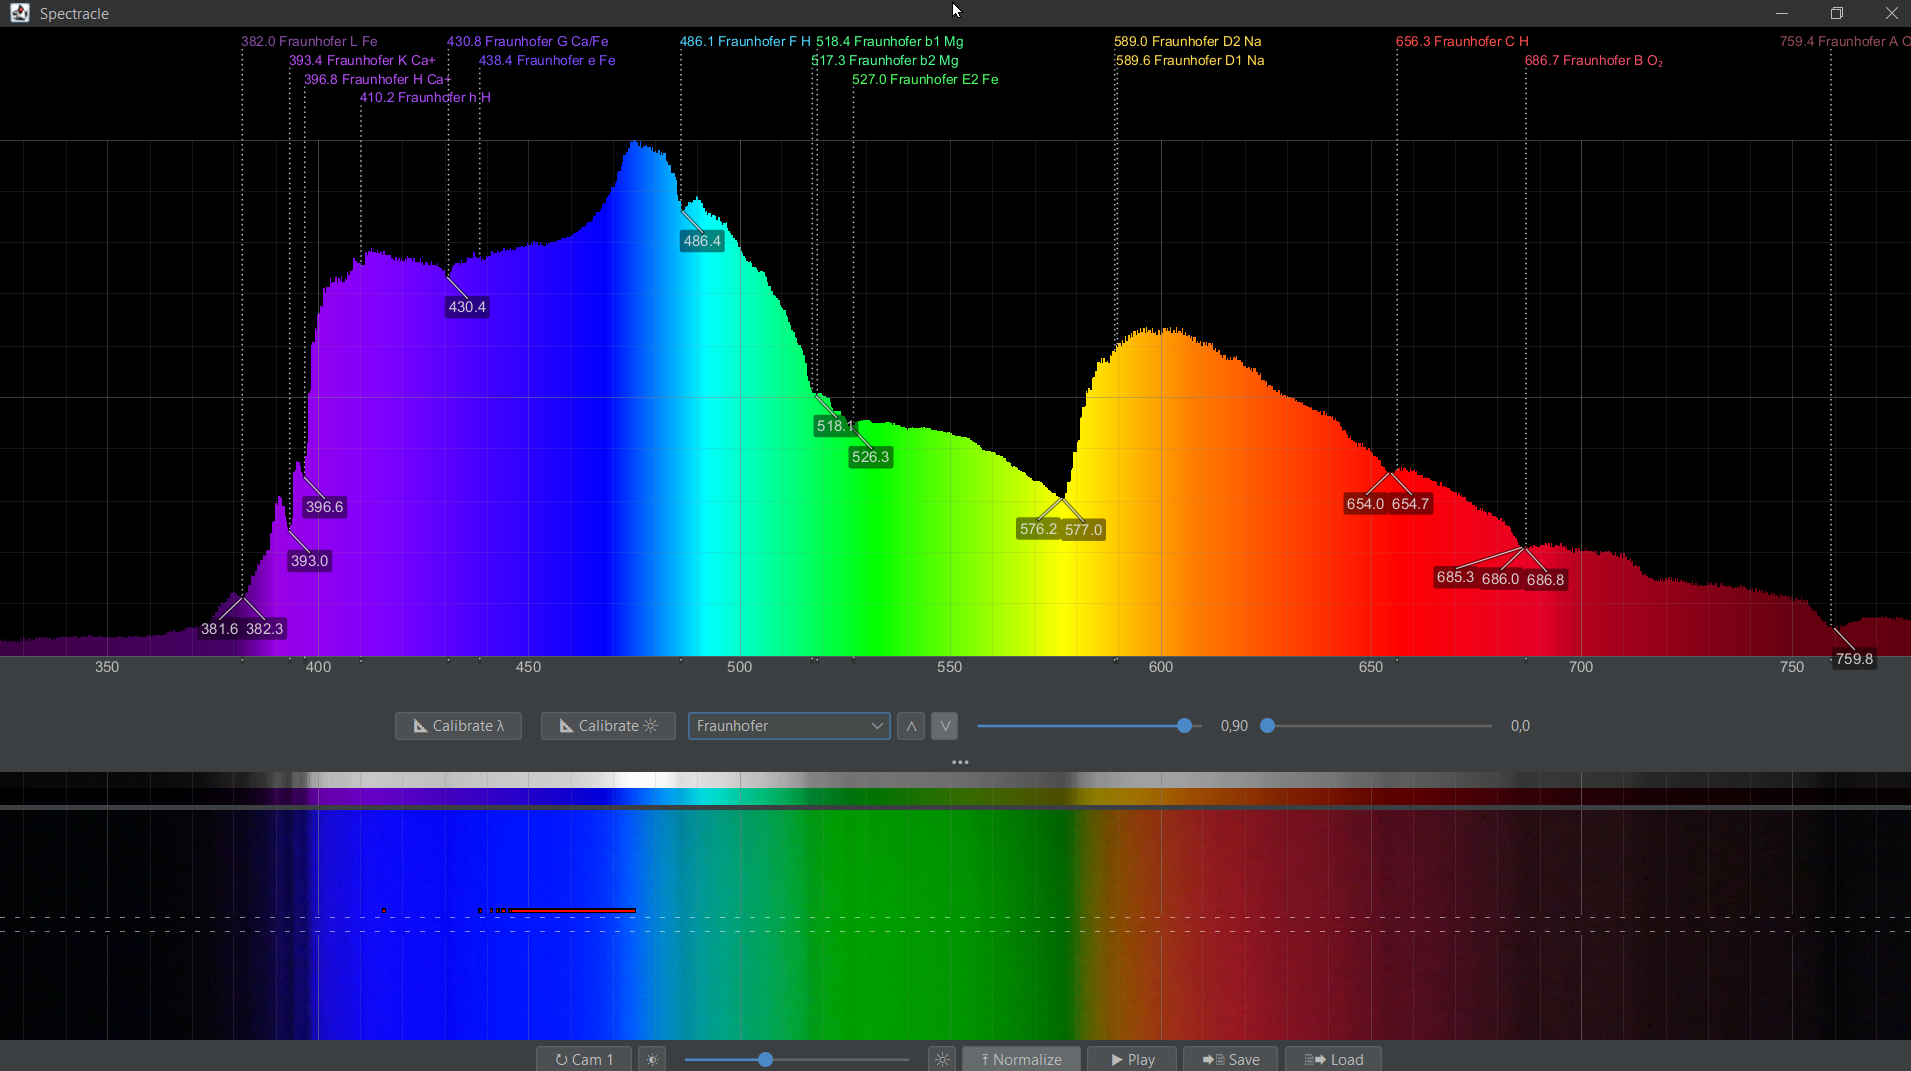 Spectracle
382.0 Fraunhofer L Fe
430.8 Fraunhofer G Ca/Fe
486.1 Fraunhofer F H
518.4 Fraunhofer b1 Mg
589.0 Fraunhofer D2 Na
656.3 Fraunhofer C H
759.4 Fraunhofer A O
393.4 Fraunhofer K Ca+
438.4 Fraunhofer e Fe
517.3 Fraunhofer b2 Mg
589.6 Fraunhofer D1 Na
686.7 Fraunhofer B O₂
396.8 Fraunhofer H Ca+
527.0 Fraunhofer E2 Fe
410.2 Fraunhofer h H
486.4
430.4
518.1
526.3
396.6
654.0
654.7
576.2
577.0
393.0
685.3
686.0
686.8
381.6
382.3
759.8
350
400
450
500
550
600
650
700
750
Calibrate λ
Calibrate
Fraunhofer
0,90
0,0
Cam 1
Normalize
Play
Save
Load